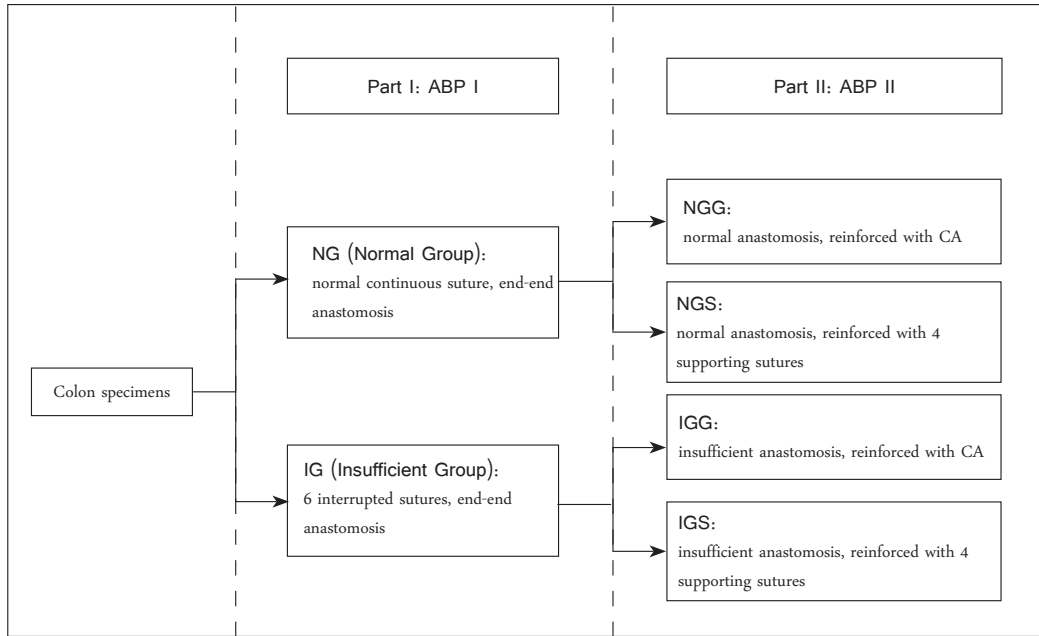 Part I: ABP I
Part II: ABP II
Colon specimens
NG (Normal Group):
normal continuous suture, end-end
anastomosis
IG (Insufficient Group):
6 interrupted sutures, end-end
anastomosis
NGG:
normal anastomosis, reinforced with CA
NGS:
normal anastomosis, reinforced with 4
supporting sutures
IGG:
insufficient anastomosis, reinforced with CA
IGS:
insufficient anastomosis, reinforced with 4
supporting sutures